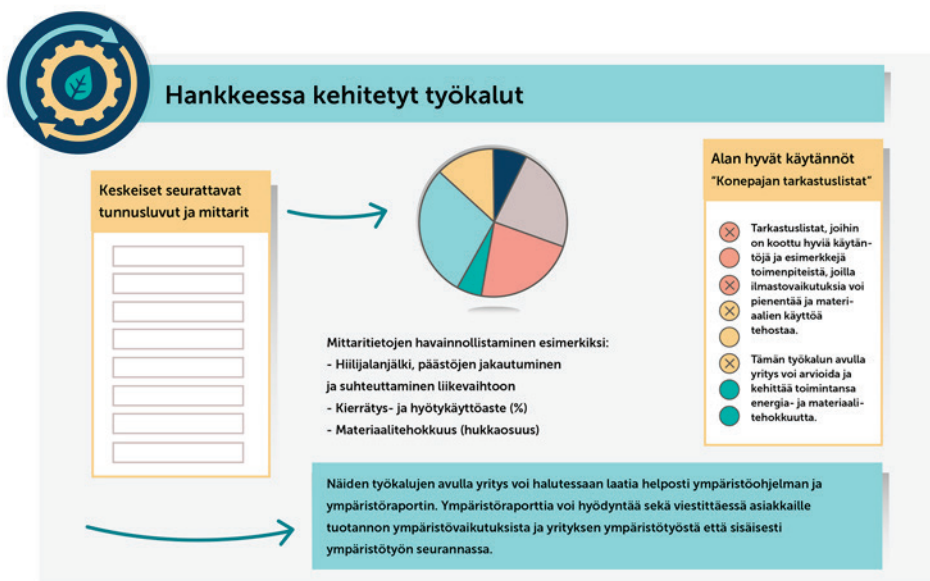 Hankkeessa kehitetyt työkalut
Keskeiset seurattavat
tunnusluvut ja mittarit
Mittaritietojen havainnollistaminen esimerkiksi:
- Hiilijalanjälki, päästöjen jakautuminen
ja suhteuttaminen liikevaihtoon
- Kierrätys- ja hyötykäyttöaste (%)
- Materiaalitehokkuus (hukkaosuus)
Alan hyvät käytännöt
"Konepajan tarkastuslistat"
Tarkastuslistat, joihin
on koottu hyviä käytän-
töjä ja esimerkkejä
toimenpiteistä, joilla
ilmastovaikutuksia voi
pienentää ja materi-
aalien käyttöä
tehostaa.
Tämän työkalun avulla
yritys voi arvioida ja
kehittää toimintansa
energia- ja materiaali-
tehokkuutta.
Näiden työkalujen avulla yritys voi halutessaan laatia helposti ympäristöohjelman ja
ympäristöraportin. Ympäristöraporttia voi hyödyntää sekä viestittäessä asiakkaille
tuotannon ympäristövaikutuksista ja yrityksen ympäristötyöstä että sisäisesti
ympäristötyön seurannassa.